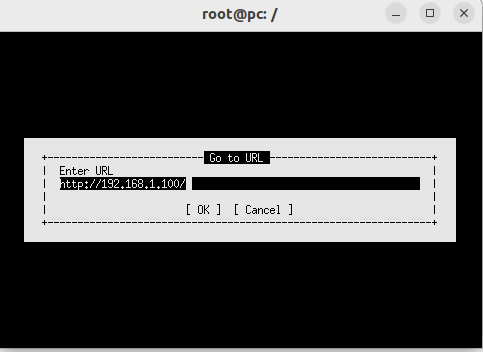 root@pc: /
Go to URL
Enter URL
http://192.168.1.100/
[ OK ] [ Cancel ]